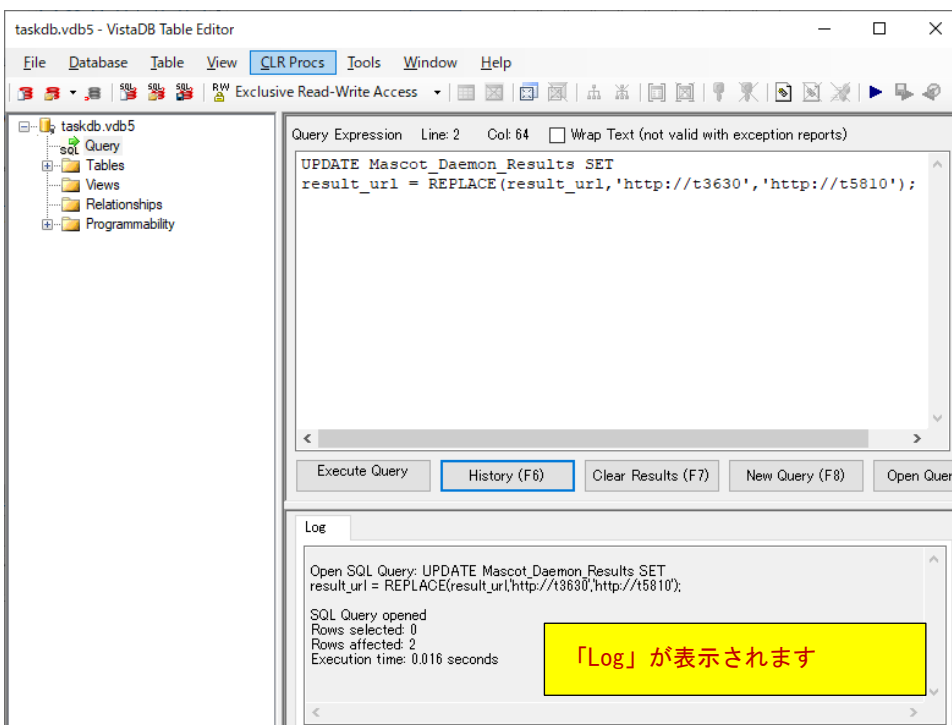 taskdb.vdb5 - VistaDB Table Editor
File Database Table View CLR Procs Tools Window Help
SQL SQL SQL R/W Exclusive Read-Write Access
taskdb.vdb5
SQL Query
Tables
Views
Relationships
Programmability
Query Expression Line: 2 Col: 64 Wrap Text (not valid with exception reports)
UPDATE Mascot_Daemon_Results SET
result_url = REPLACE(result_url,'http://t3630','http://t5810');
Execute Query History (F6) Clear Results (F7) New Query (F8) Open Quer
Log
Open SQL Query: UPDATE Mascot_Daemon_Results SET
result_url = REPLACE(result_url,'http://t3630','http://t5810');
SQL Query opened
Rows selected: 0
Rows affected: 2
Execution time: 0.016 seconds
「Log」が表示されます